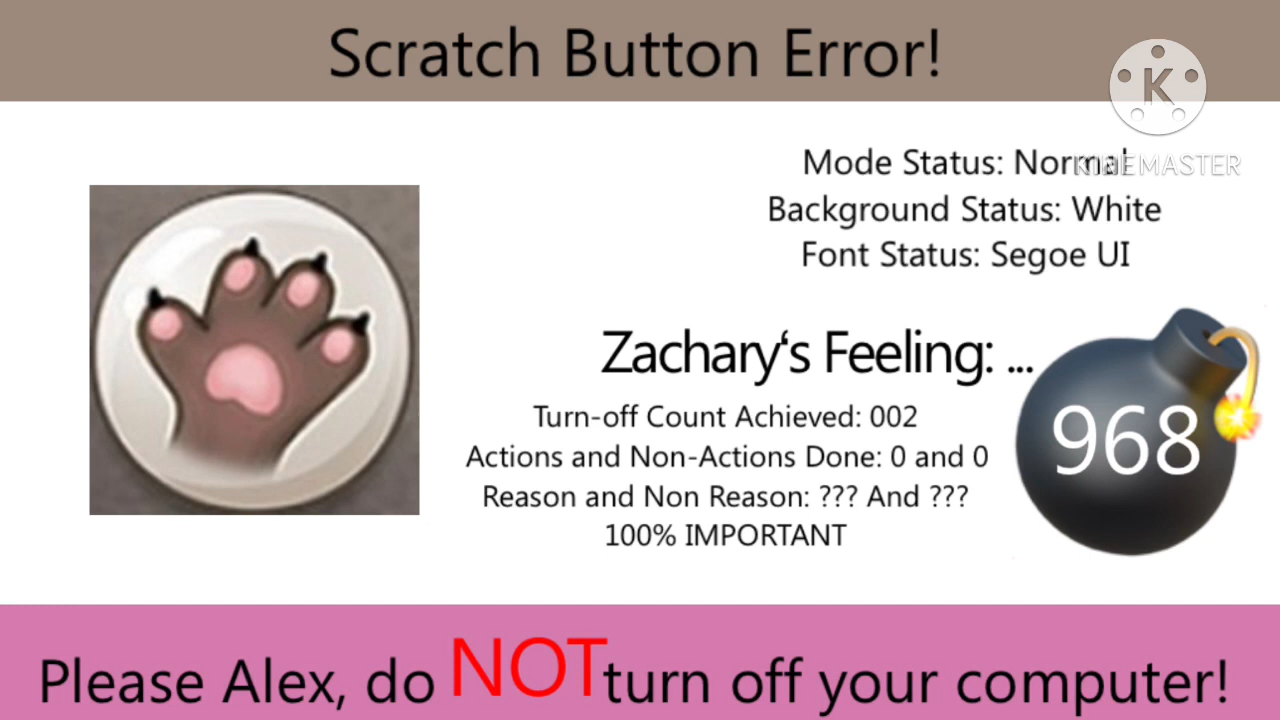 Scratch Button Error!
K
KINEMASTER
Mode Status: Normal
Background Status: White
Font Status: Segoe UI
Zachary‘s Feeling: ...
968
Turn-off Count Achieved: 002
Actions and Non-Actions Done: 0 and 0
Reason and Non Reason: ??? And ???
100% IMPORTANT
Please Alex, do NOT turn off your computer!